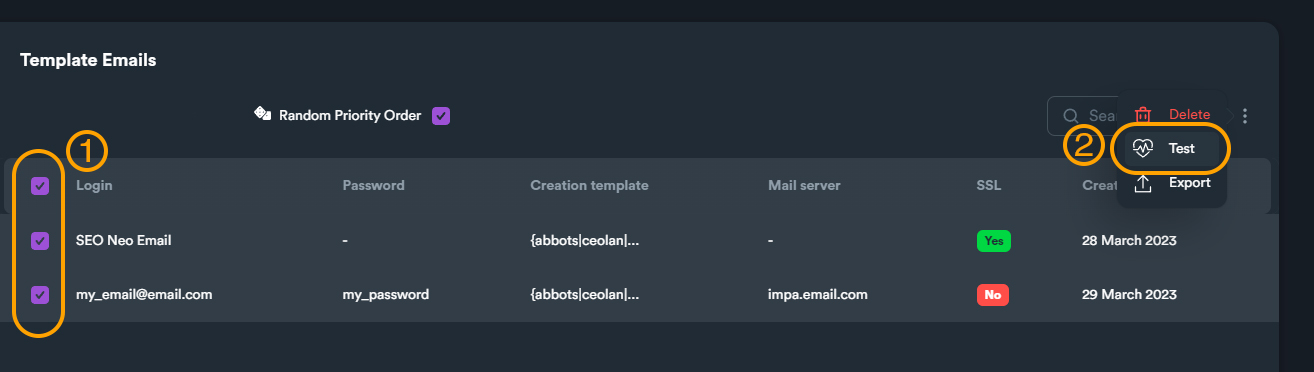 Template Emails
Random Priority Order
Sea
Delete
1
2
Test
Login Password Creation template Mail server SSL Creat
Export
SEO Neo Email - {abbots|ceolan|... - Yes 28 March 2023
my_email@email.com my_password {abbots|ceolan|... impa.email.com No 29 March 2023